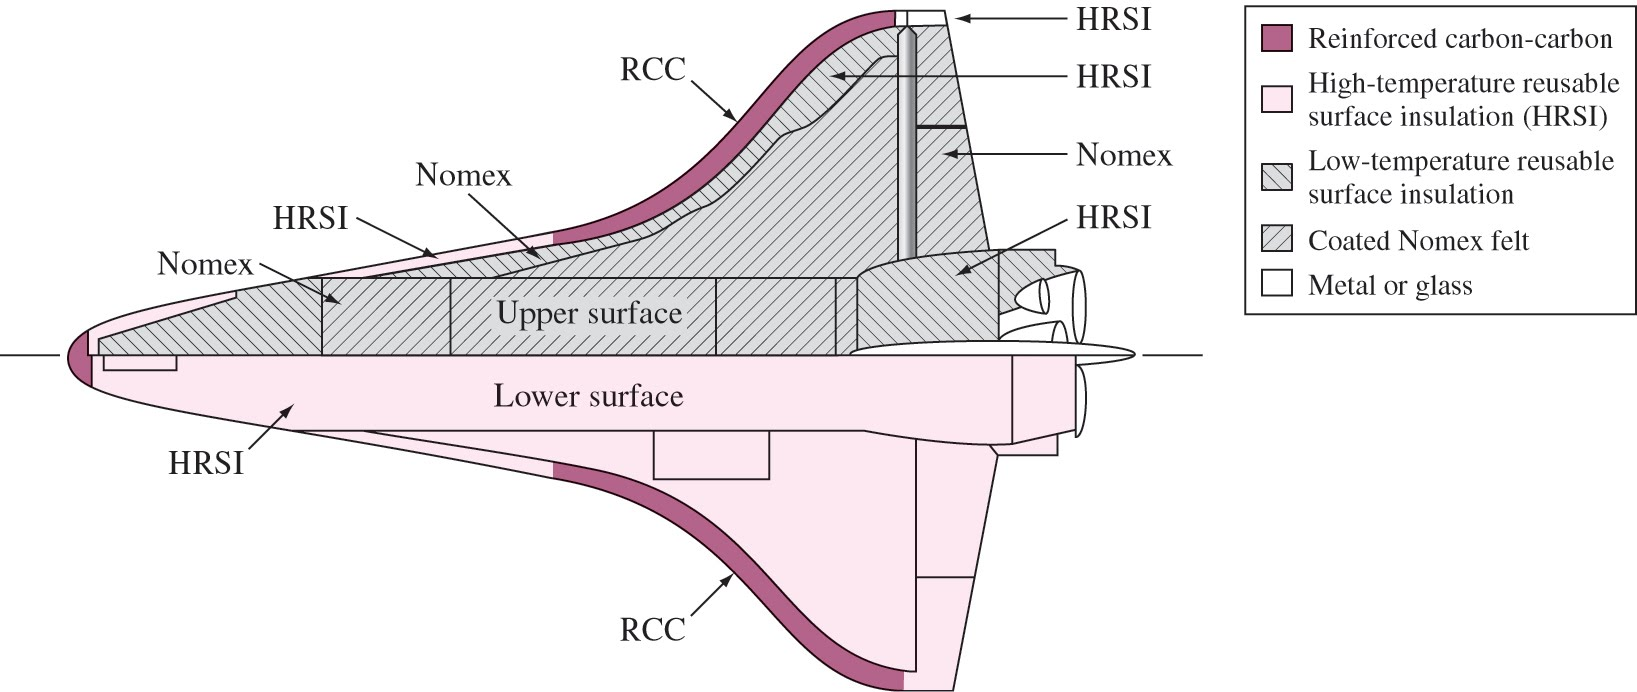 HRSI
RCC
HRSI
Nomex
Nomex
HRSI
HRSI
Nomex
Upper surface
Lower surface
HRSI
RCC
Reinforced carbon-carbon
High-temperature reusable
surface insulation (HRSI)
Low-temperature reusable
surface insulation
Coated Nomex felt
Metal or glass